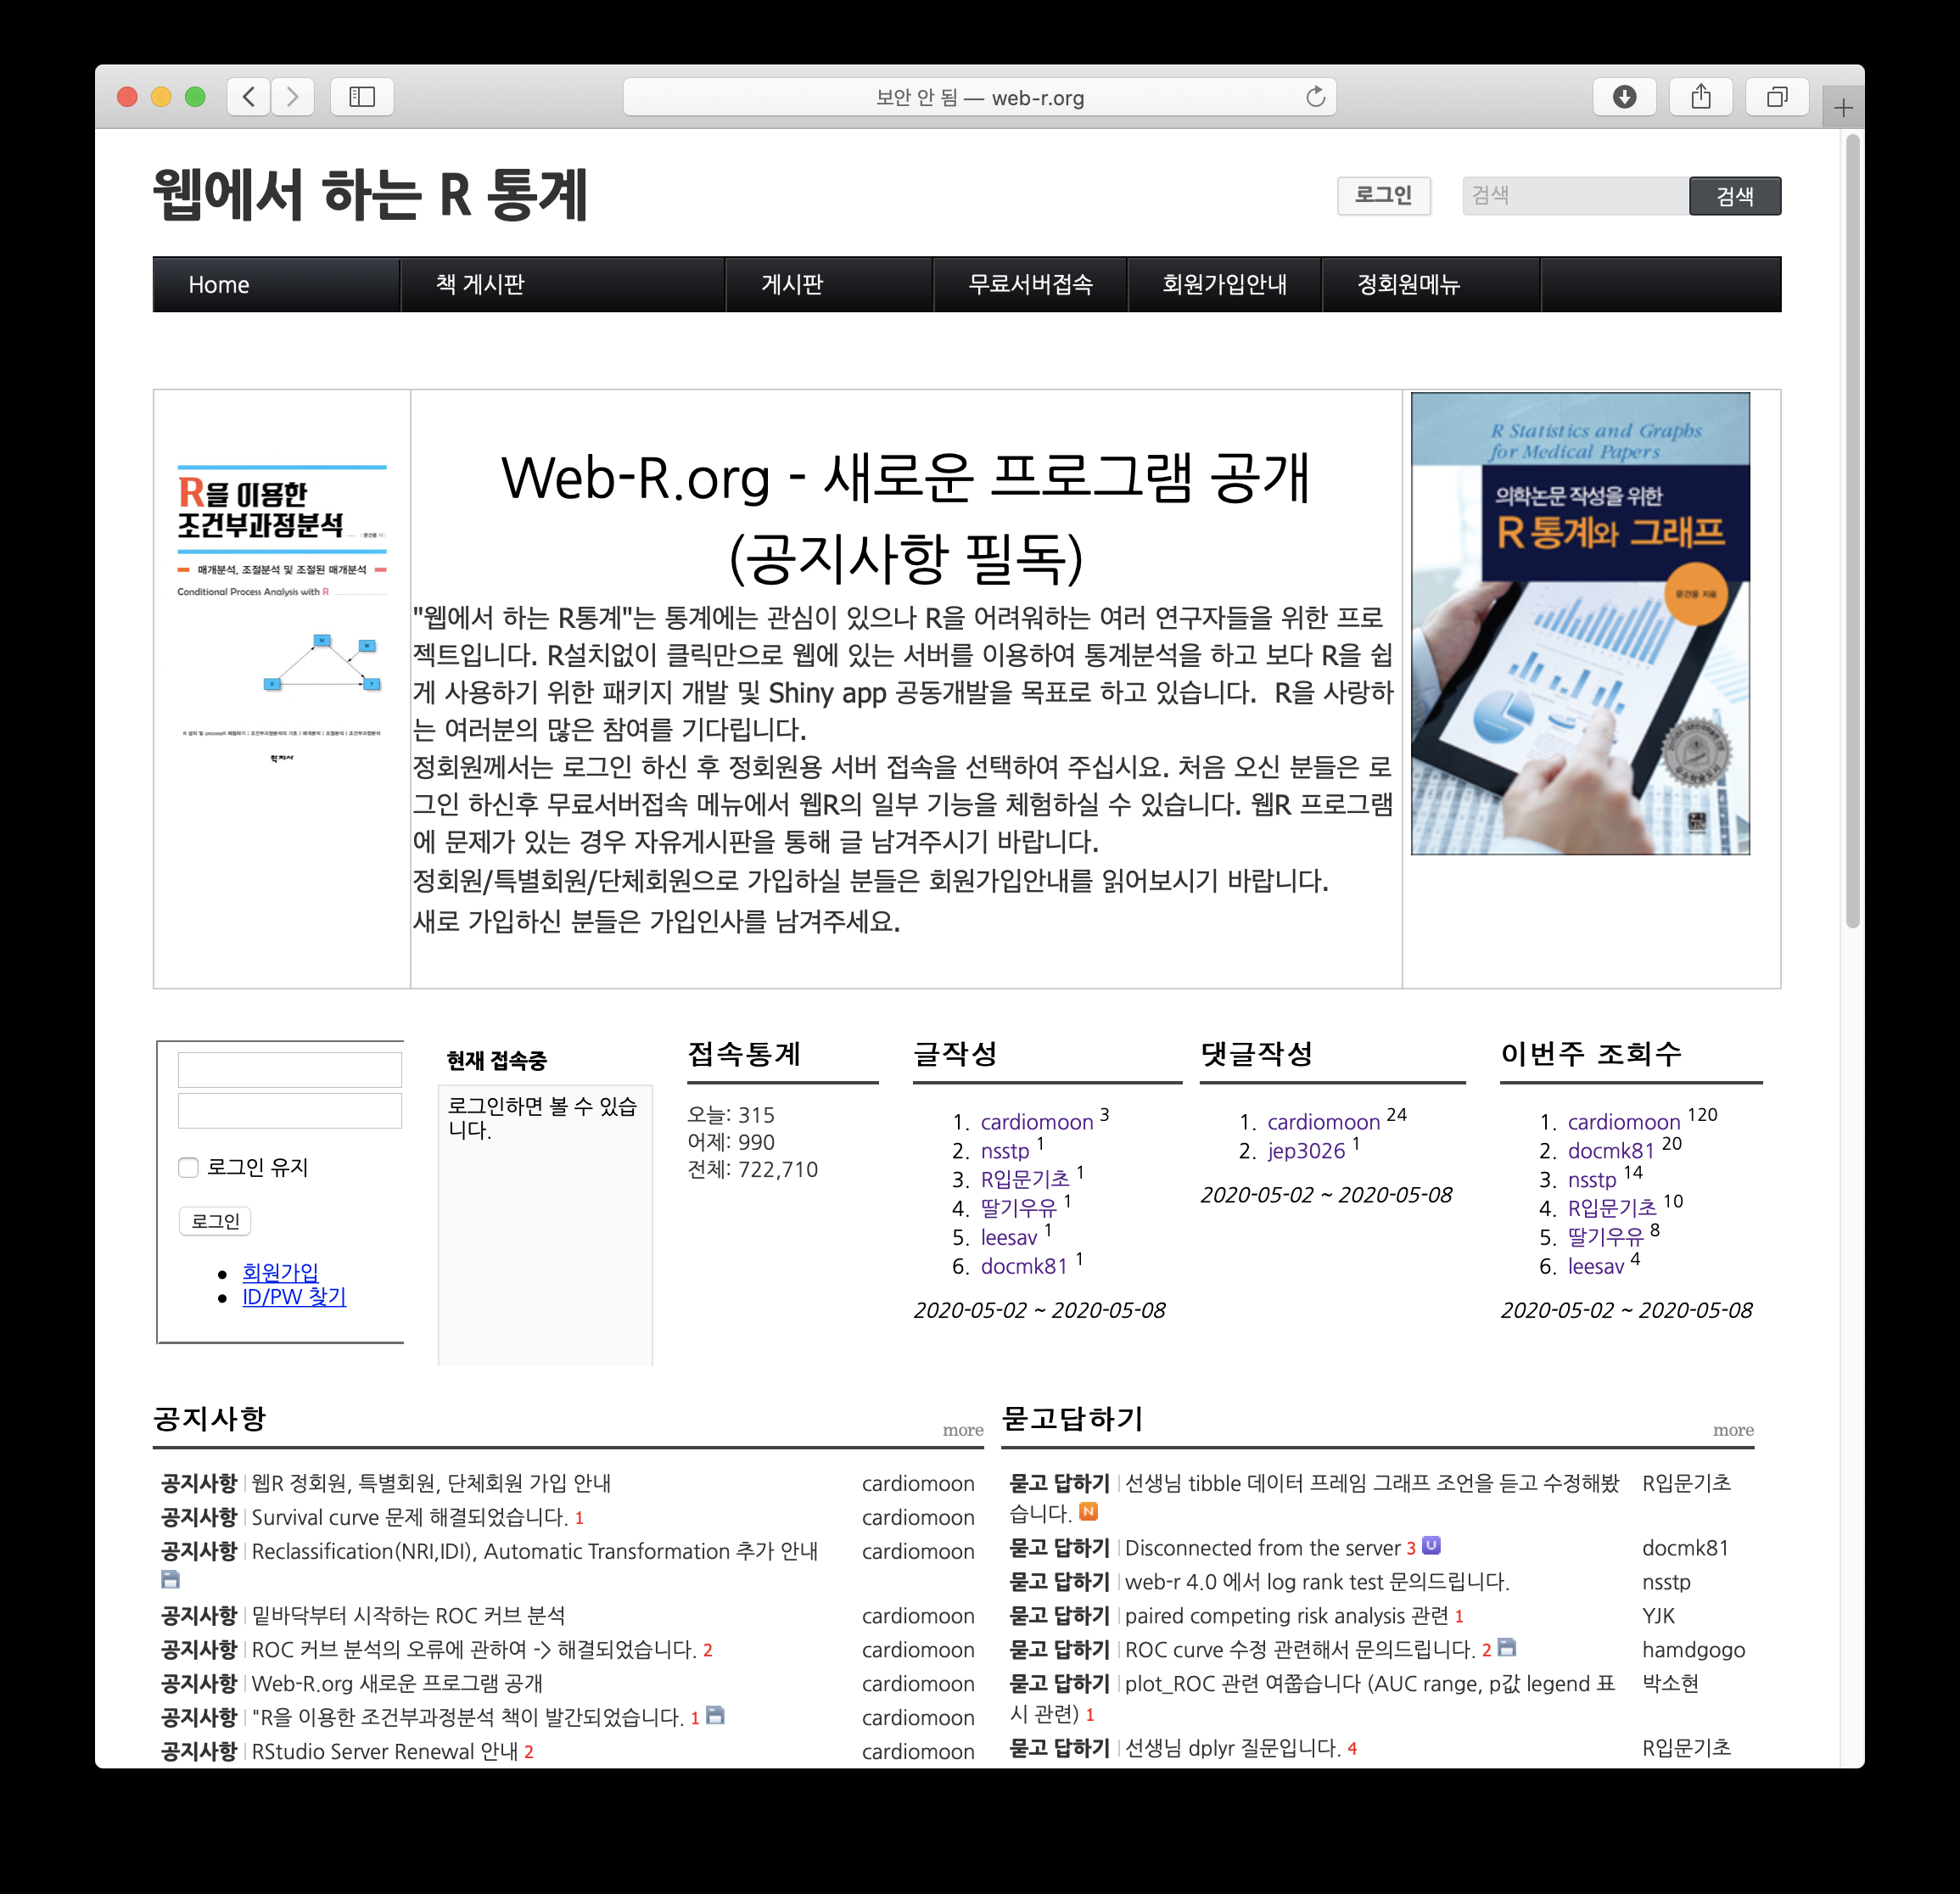 보안 안 됨 — web-r.org
웹에서 하는 R 통계
로그인
검색
검색
Home
책 게시판
게시판
무료서버접속
회원가입안내
정회원메뉴
R을 이용한
조건부과정분석
매개분석, 조절분석 및 조절된 매개분석
Conditional Process Analysis with R
학지사
Web-R.org - 새로운 프로그램 공개
(공지사항 필독)
"웹에서 하는 R통계"는 통계에는 관심이 있으나 R을 어려워하는 여러 연구자들을 위한 프로
젝트입니다. R설치없이 클릭만으로 웹에 있는 서버를 이용하여 통계분석을 하고 보다 R을 쉽
게 사용하기 위한 패키지 개발 및 Shiny app 공동개발을 목표로 하고 있습니다.  R을 사랑하
는 여러분의 많은 참여를 기다립니다.
정회원께서는 로그인 하신 후 정회원용 서버 접속을 선택하여 주십시요. 처음 오신 분들은 로
그인 하신후 무료서버접속 메뉴에서 웹R의 일부 기능을 체험하실 수 있습니다. 웹R 프로그램
에 문제가 있는 경우 자유게시판을 통해 글 남겨주시기 바랍니다.
정회원/특별회원/단체회원으로 가입하실 분들은 회원가입안내를 읽어보시기 바랍니다.
새로 가입하신 분들은 가입인사를 남겨주세요.
R Statistics and Graphs
for Medical Papers
의학논문 작성을 위한
R 통계와 그래프
문건웅 지음
로그인 유지
로그인
회원가입
ID/PW 찾기
현재 접속중
로그인하면 볼 수 있습
니다.
접속통계
오늘: 315
어제: 990
전체: 722,710
글작성
1. cardiomoon 3
2. nsstp 1
3. R입문기초 1
4. 딸기우유 1
5. leesav 1
6. docmk81 1
2020-05-02 ~ 2020-05-08
댓글작성
1. cardiomoon 24
2. jep3026 1
2020-05-02 ~ 2020-05-08
이번주 조회수
1. cardiomoon 120
2. docmk81 20
3. nsstp 14
4. R입문기초 10
5. 딸기우유 8
6. leesav 4
2020-05-02 ~ 2020-05-08
공지사항 more
공지사항 | 웹R 정회원, 특별회원, 단체회원 가입 안내 cardiomoon
공지사항 | Survival curve 문제 해결되었습니다. 1 cardiomoon
공지사항 | Reclassification(NRI,IDI), Automatic Transformation 추가 안내 cardiomoon
공지사항 | 밑바닥부터 시작하는 ROC 커브 분석 cardiomoon
공지사항 | ROC 커브 분석의 오류에 관하여 -> 해결되었습니다. 2 cardiomoon
공지사항 | Web-R.org 새로운 프로그램 공개 cardiomoon
공지사항 | "R을 이용한 조건부과정분석 책이 발간되었습니다. 1 cardiomoon
공지사항 | RStudio Server Renewal 안내 2 cardiomoon
묻고답하기 more
묻고 답하기 | 선생님 tibble 데이터 프레임 그래프 조언을 듣고 수정해봤 R입문기초
습니다. N
묻고 답하기 | Disconnected from the server 3 U docmk81
묻고 답하기 | web-r 4.0 에서 log rank test 문의드립니다. nsstp
묻고 답하기 | paired competing risk analysis 관련 1 YJK
묻고 답하기 | ROC curve 수정 관련해서 문의드립니다. 2 hamdgogo
묻고 답하기 | plot_ROC 관련 여쭙습니다 (AUC range, p값 legend 표 박소현
시 관련) 1
묻고 답하기 | 선생님 dplyr 질문입니다. 4 R입문기초